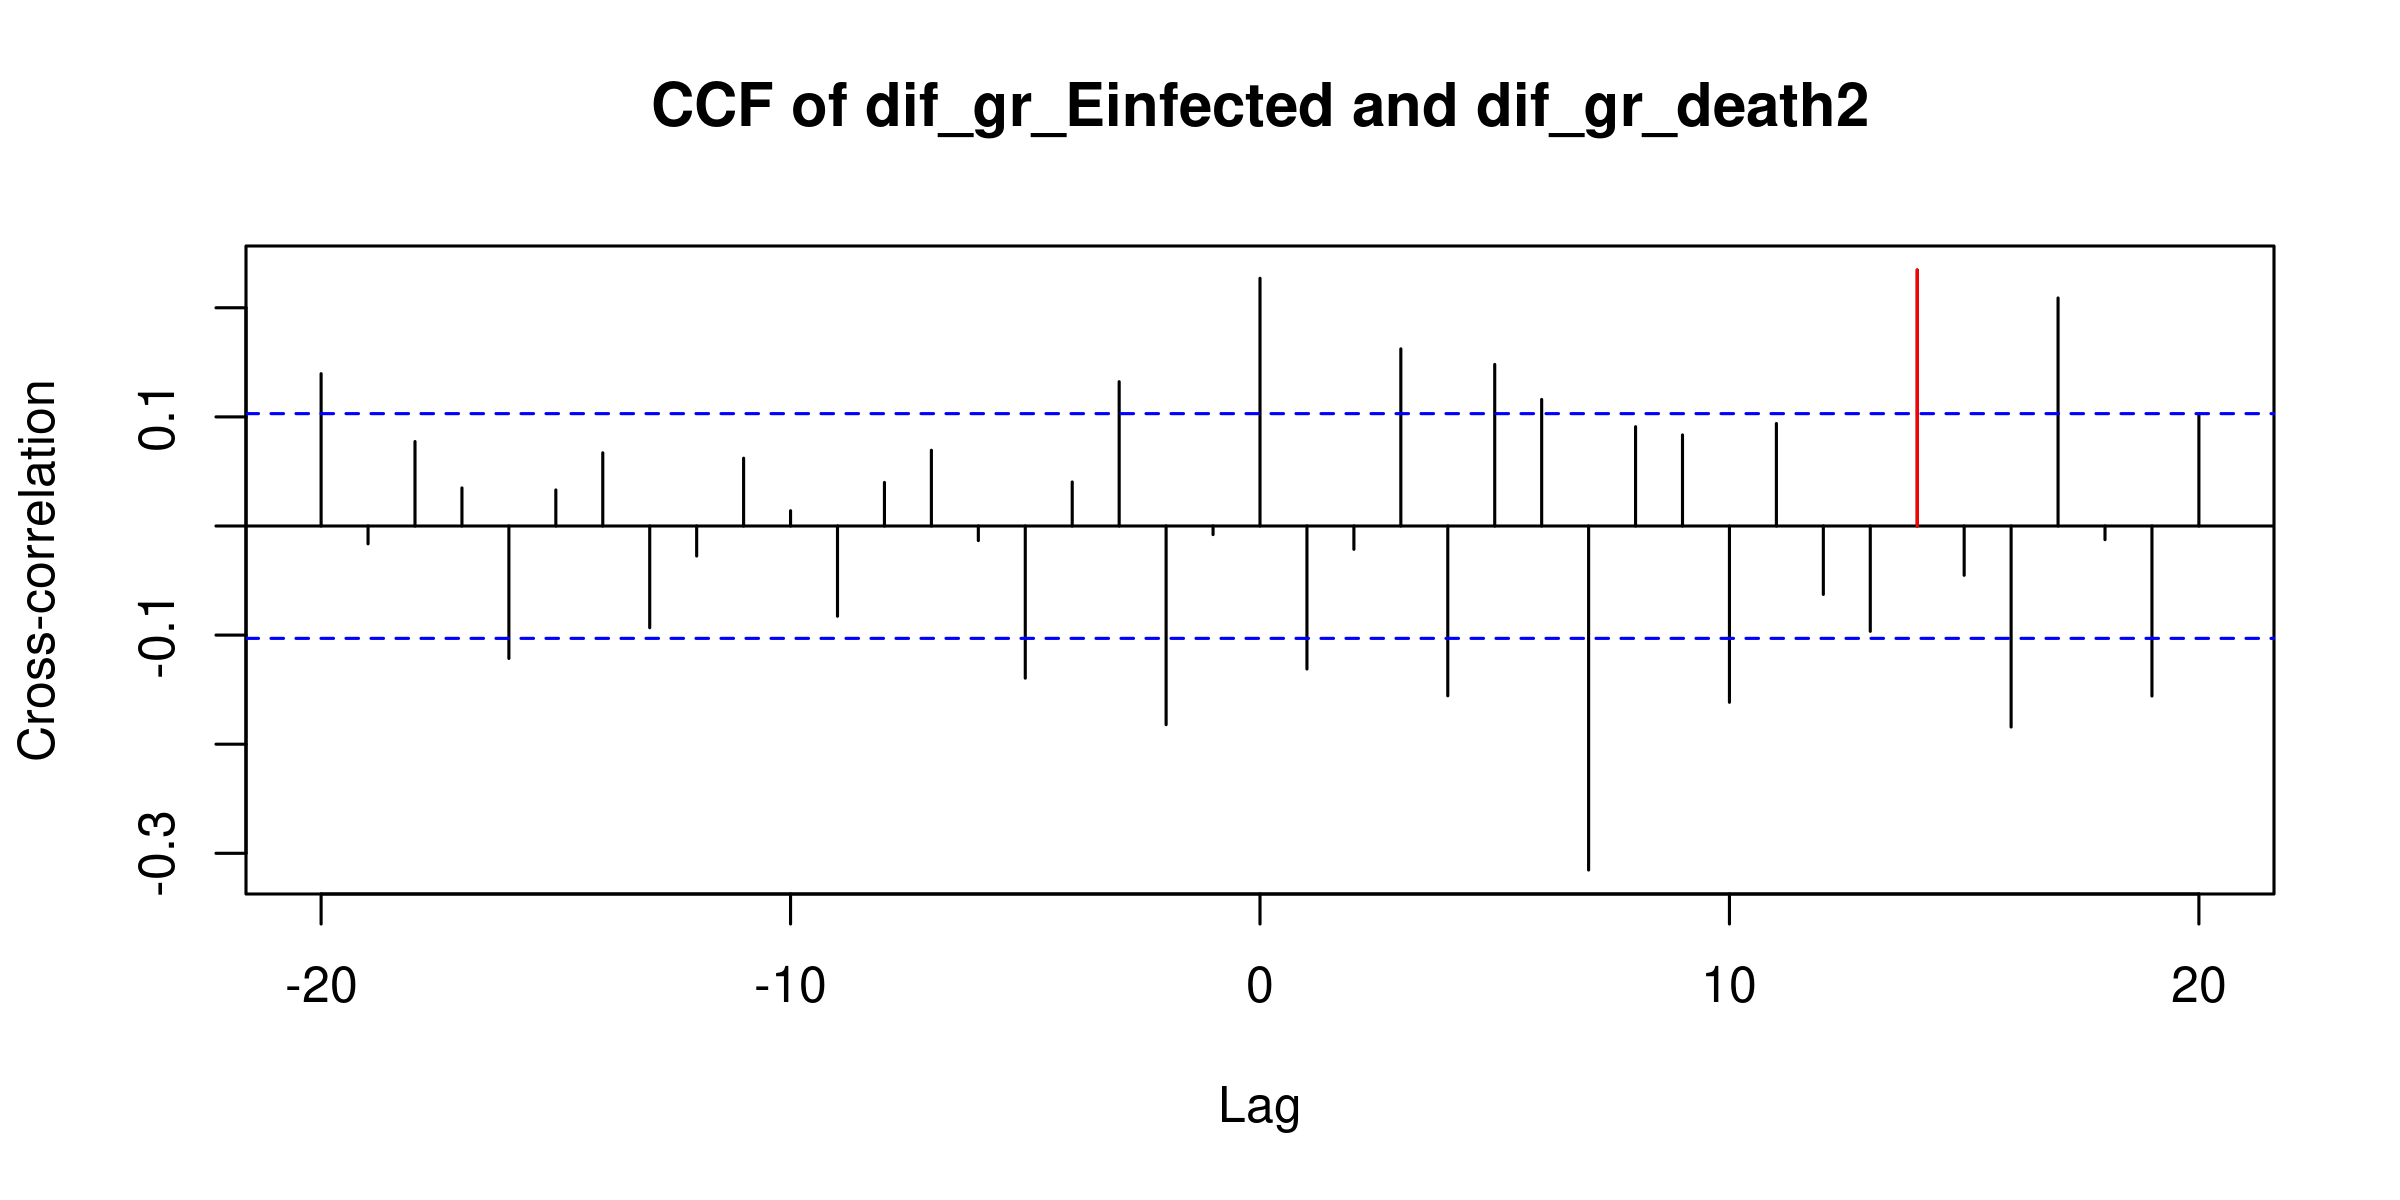 CCF of dif_gr_Einfected and dif_gr_death2
Cross-correlation
0.1
-0.1
-0.3
-20 -10 0 10 20
Lag